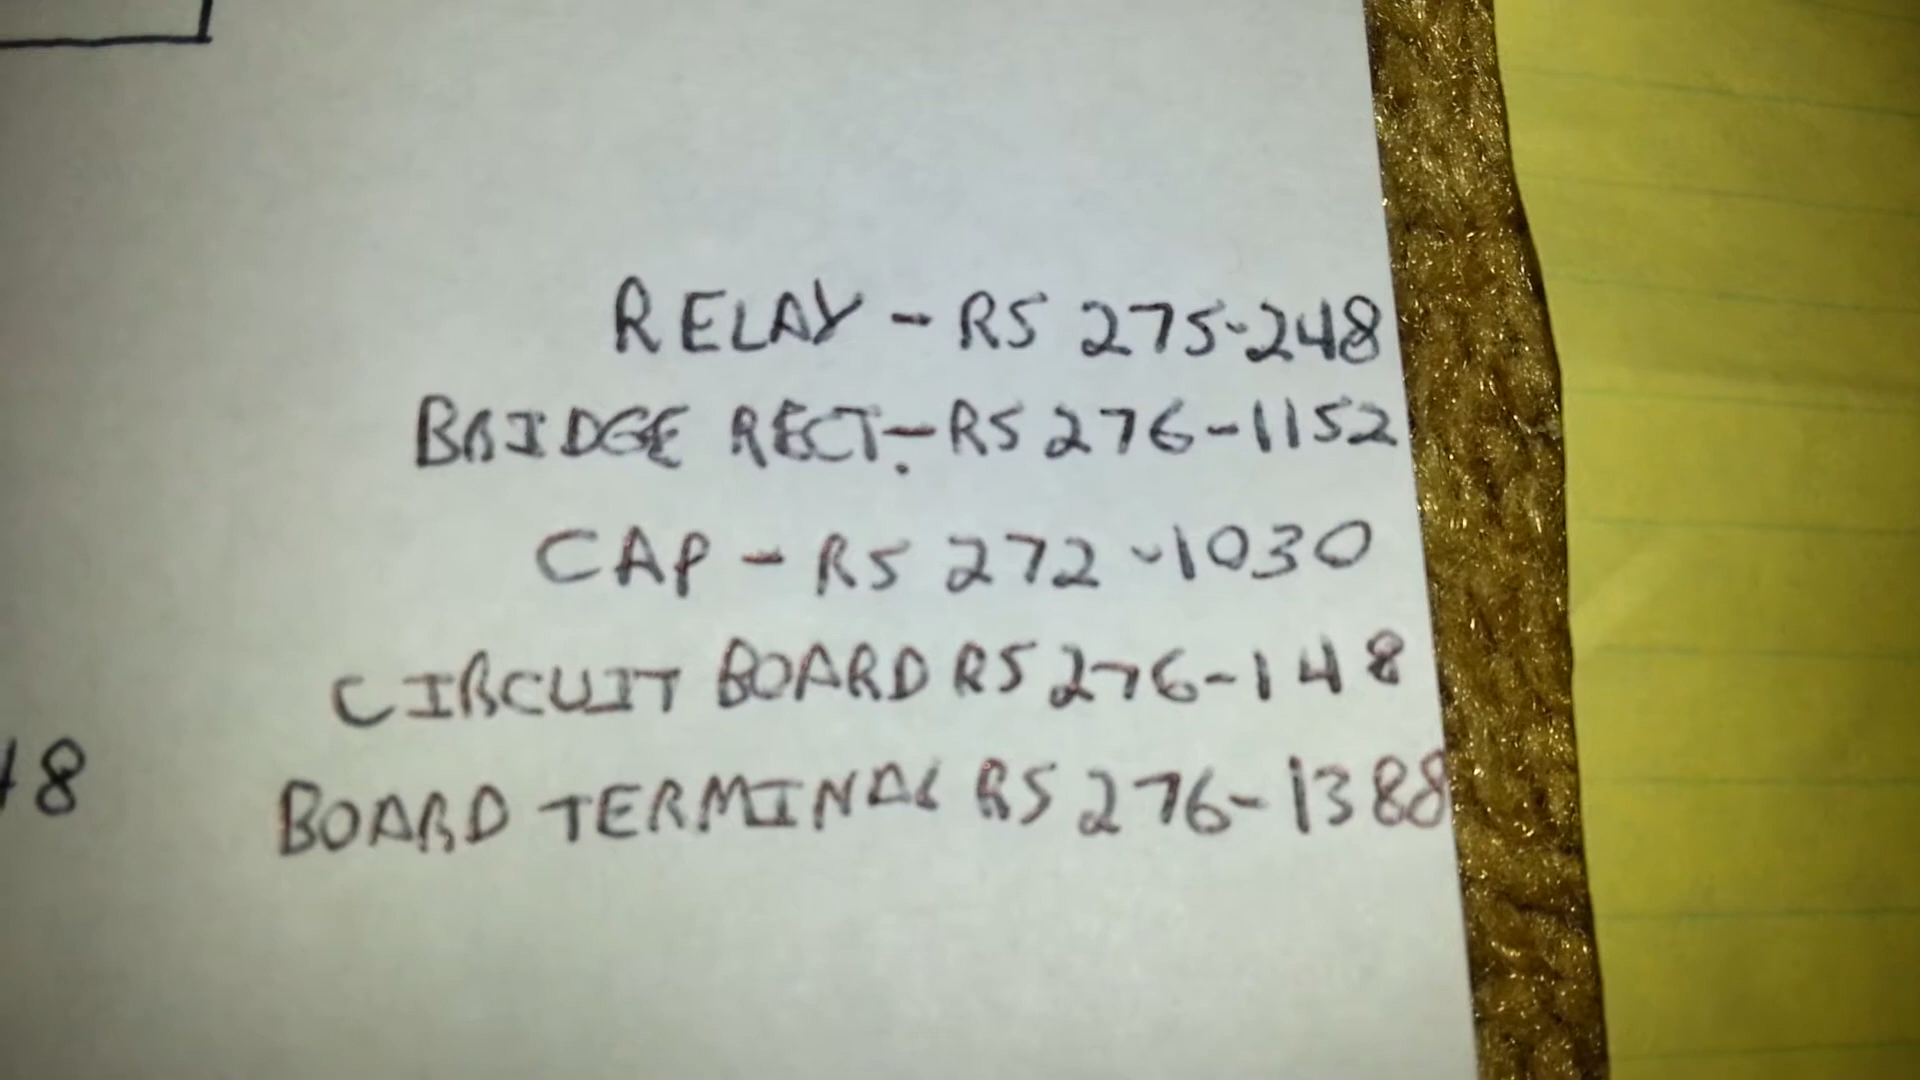 RELAY - RS 275-248
BRIDGE RECT. - RS 276-1152
CAP - RS 272-1030
CIRCUIT BOARD RS 276-148
BOARD TERMINAL RS 276-1388